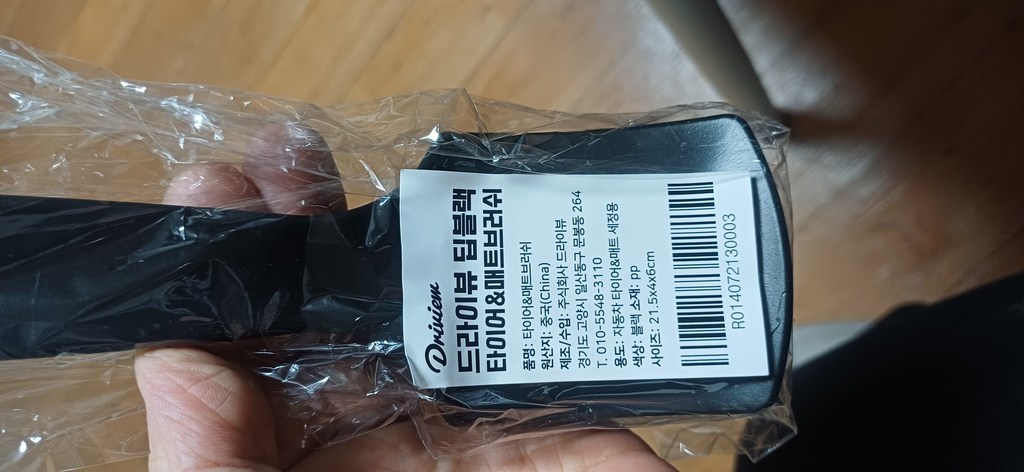 Driview
드라이뷰 딥블랙
타이어&매트브러쉬
품명: 타이어&매트브러쉬
원산지: 중국(China)
제조/수입: 주식회사 드라이뷰
경기도 고양시 일산동구 문봉동 264
T. 010-5548-3110
용도: 자동차 타이어&매트 세정용
색상: 블랙 소재: pp
사이즈: 21.5x4x6cm
R014072130003